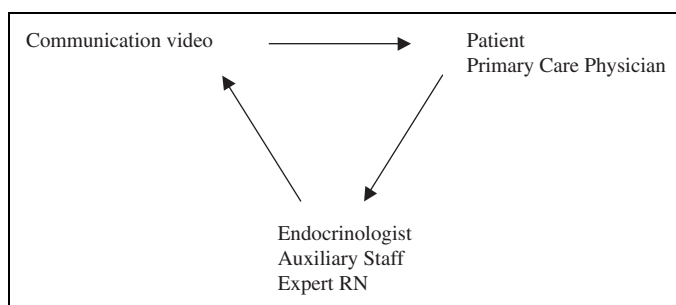 Communication video
Patient
Primary Care Physician
Endocrinologist
Auxiliary Staff
Expert RN